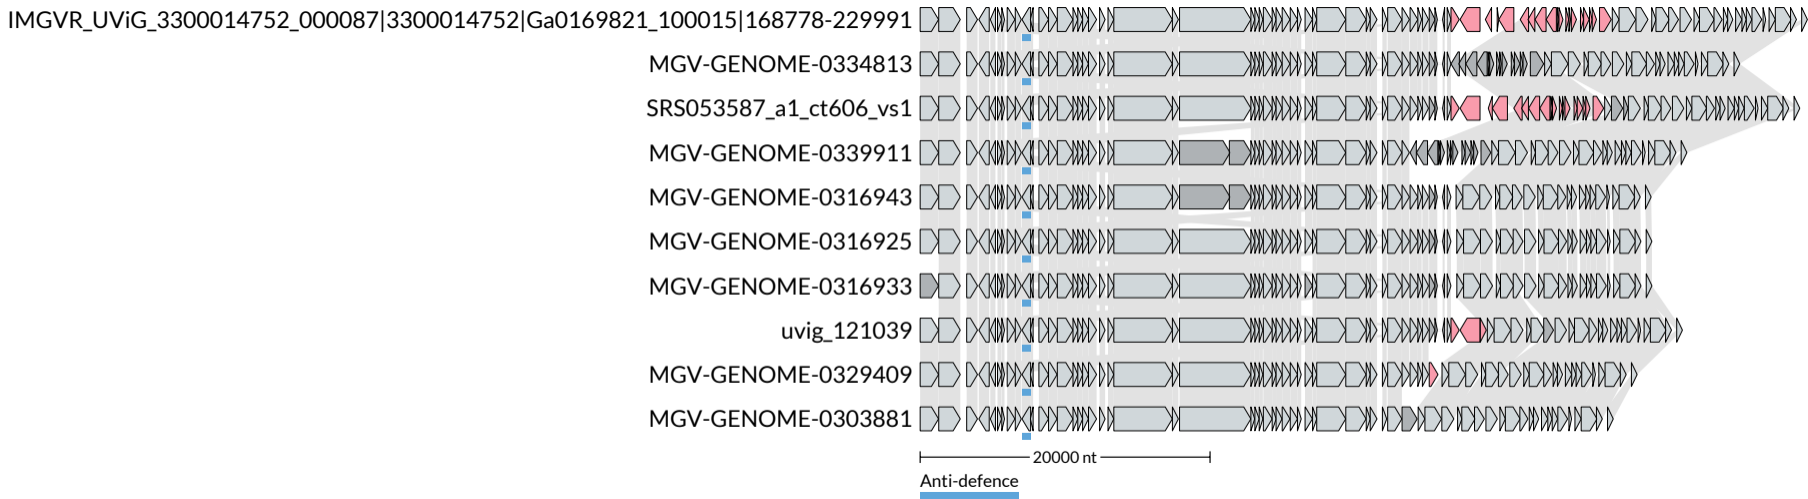 IMGVR_UViG_3300014752_000087|3300014752|Ga0169821_100015|168778-229991
MGV-GENOME-0334813
SRS053587_a1_ct606_vs1
MGV-GENOME-0339911
MGV-GENOME-0316943
MGV-GENOME-0316925
MGV-GENOME-0316933
uvig_121039
MGV-GENOME-0329409
MGV-GENOME-0303881
20000 nt
Anti-defence